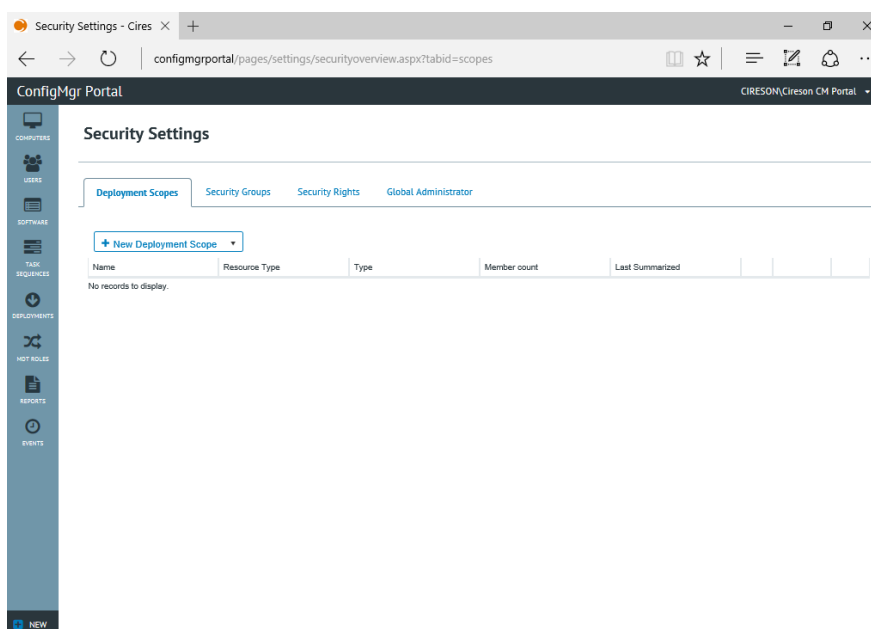 Security Settings - Cires
configmgrportal/pages/settings/securityoverview.aspx?tabid=scopes
ConfigMgr Portal
CIRESON\Cireson CM Portal
COMPUTERS
USERS
SOFTWARE
TASK
SEQUENCES
DEPLOYMENTS
MDT ROLES
REPORTS
EVENTS
NEW
Security Settings
Deployment Scopes Security Groups Security Rights Global Administrator
+ New Deployment Scope
Name Resource Type Type Member count Last Summarized
No records to display.